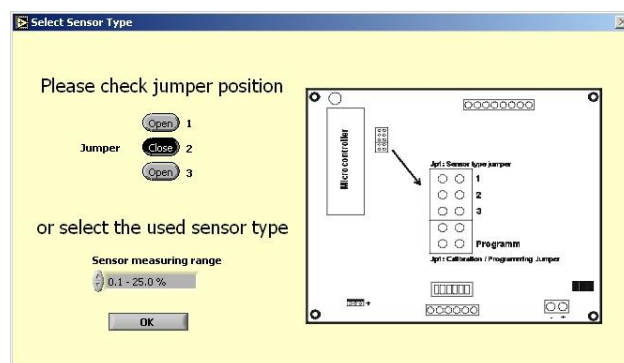 Select Sensor Type
Please check jumper position
Open 1
Jumper Close 2
Open 3
or select the used sensor type
Sensor measuring range
0.1 - 25.0 %
OK
Microcontroller
Jp1: Sensor type jumper
1
2
3
Programm
Jp1: Calibration / Programming Jumper
+
- +